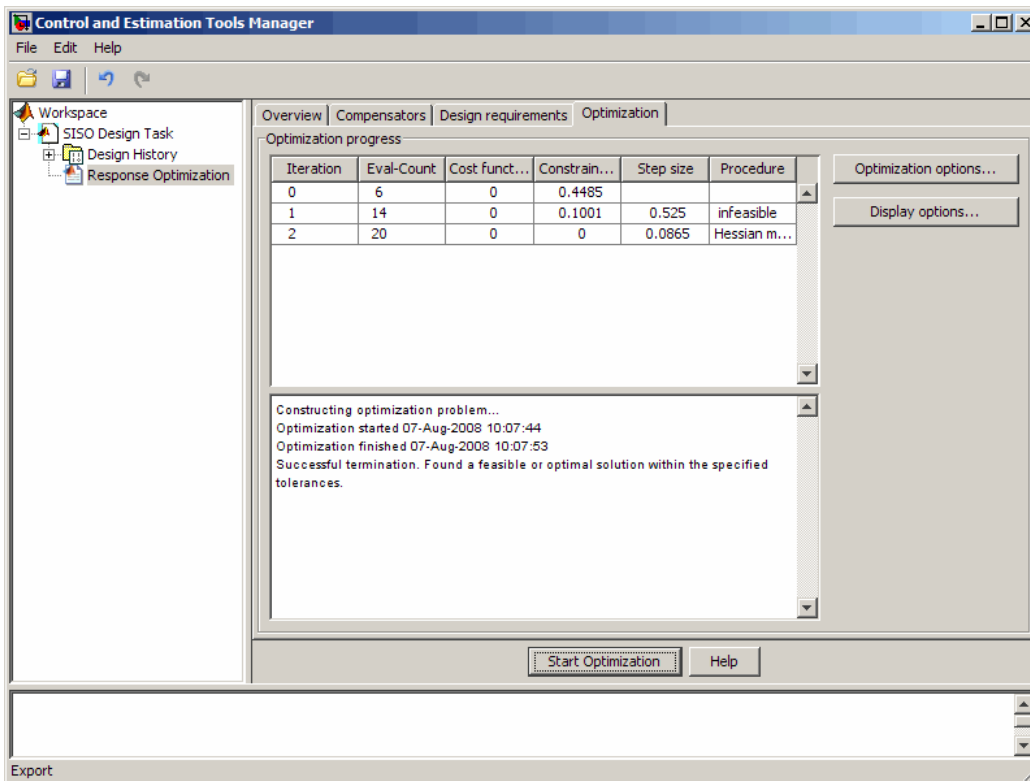 Control and Estimation Tools Manager
File Edit Help
Workspace
SISO Design Task
Design History
Response Optimization
Overview Compensators Design requirements Optimization
Optimization progress
Iteration Eval-Count Cost funct... Constrain... Step size Procedure
0 6 0 0.4485
1 14 0 0.1001 0.525 infeasible
2 20 0 0 0.0865 Hessian m...
Optimization options...
Display options...
Constructing optimization problem...
Optimization started 07-Aug-2008 10:07:44
Optimization finished 07-Aug-2008 10:07:53
Successful termination. Found a feasible or optimal solution within the specified
tolerances.
Start Optimization Help
Export